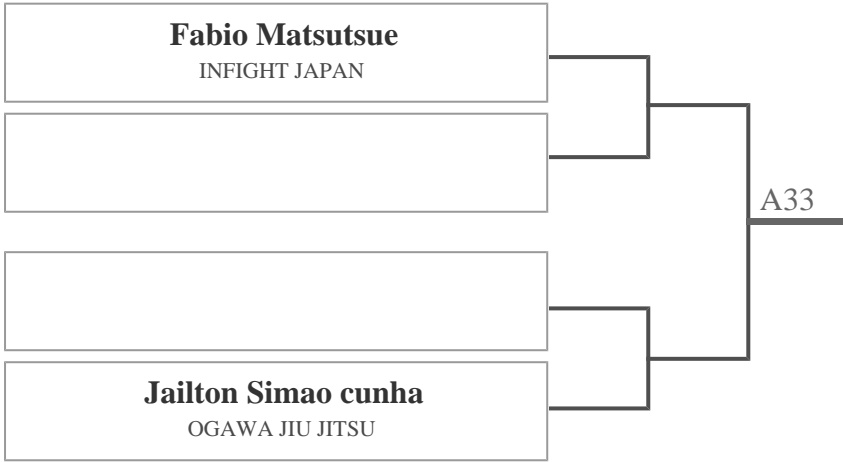 Fabio Matsutsue
INFIGHT JAPAN
A33
Jailton Simao cunha
OGAWA JIU JITSU